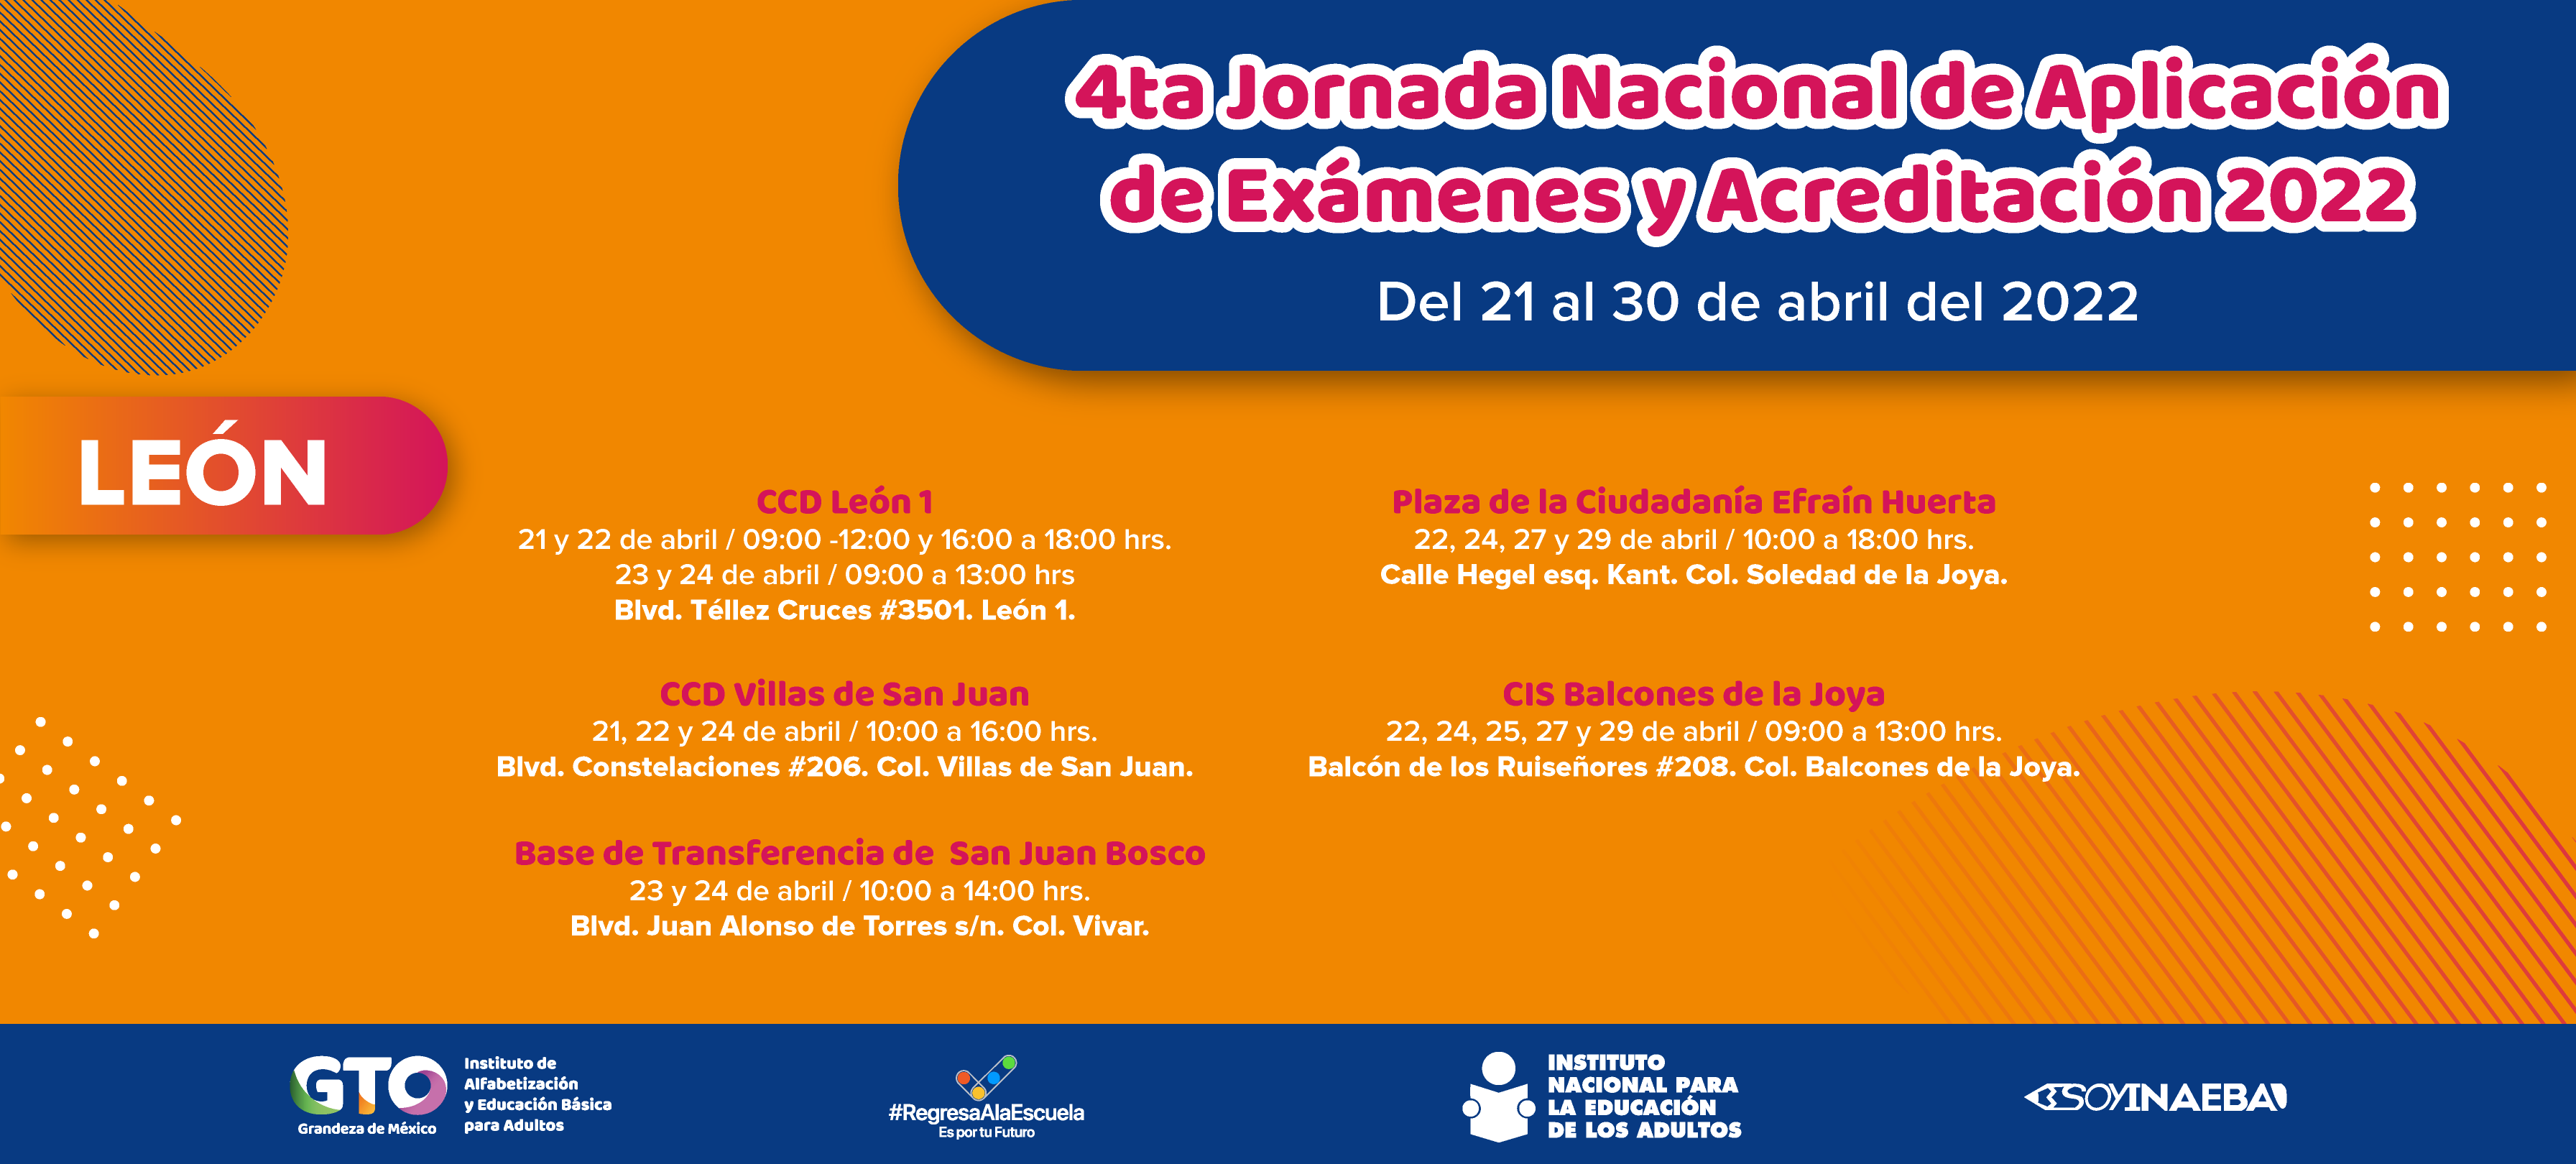 4ta Jornada Nacional de Aplicación
de Exámenes y Acreditación 2022
Del 21 al 30 de abril del 2022
LEÓN
CCD León 1
21 y 22 de abril / 09:00 -12:00 y 16:00 a 18:00 hrs.
23 y 24 de abril / 09:00 a 13:00 hrs
Blvd. Téllez Cruces #3501. León 1.
CCD Villas de San Juan
21, 22 y 24 de abril / 10:00 a 16:00 hrs.
Blvd. Constelaciones #206. Col. Villas de San Juan.
Base de Transferencia de San Juan Bosco
23 y 24 de abril / 10:00 a 14:00 hrs.
Blvd. Juan Alonso de Torres s/n. Col. Vivar.
Plaza de la Ciudadanía Efraín Huerta
22, 24, 27 y 29 de abril / 10:00 a 18:00 hrs.
Calle Hegel esq. Kant. Col. Soledad de la Joya.
CIS Balcones de la Joya
22, 24, 25, 27 y 29 de abril / 09:00 a 13:00 hrs.
Balcón de los Ruiseñores #208. Col. Balcones de la Joya.
GTO
Grandeza de México
Instituto de
Alfabetización
y Educación Básica
para Adultos
#RegresaAlaEscuela
Es por tu Futuro
INSTITUTO
NACIONAL PARA
LA EDUCACIÓN
DE LOS ADULTOS
SOYINAEBA